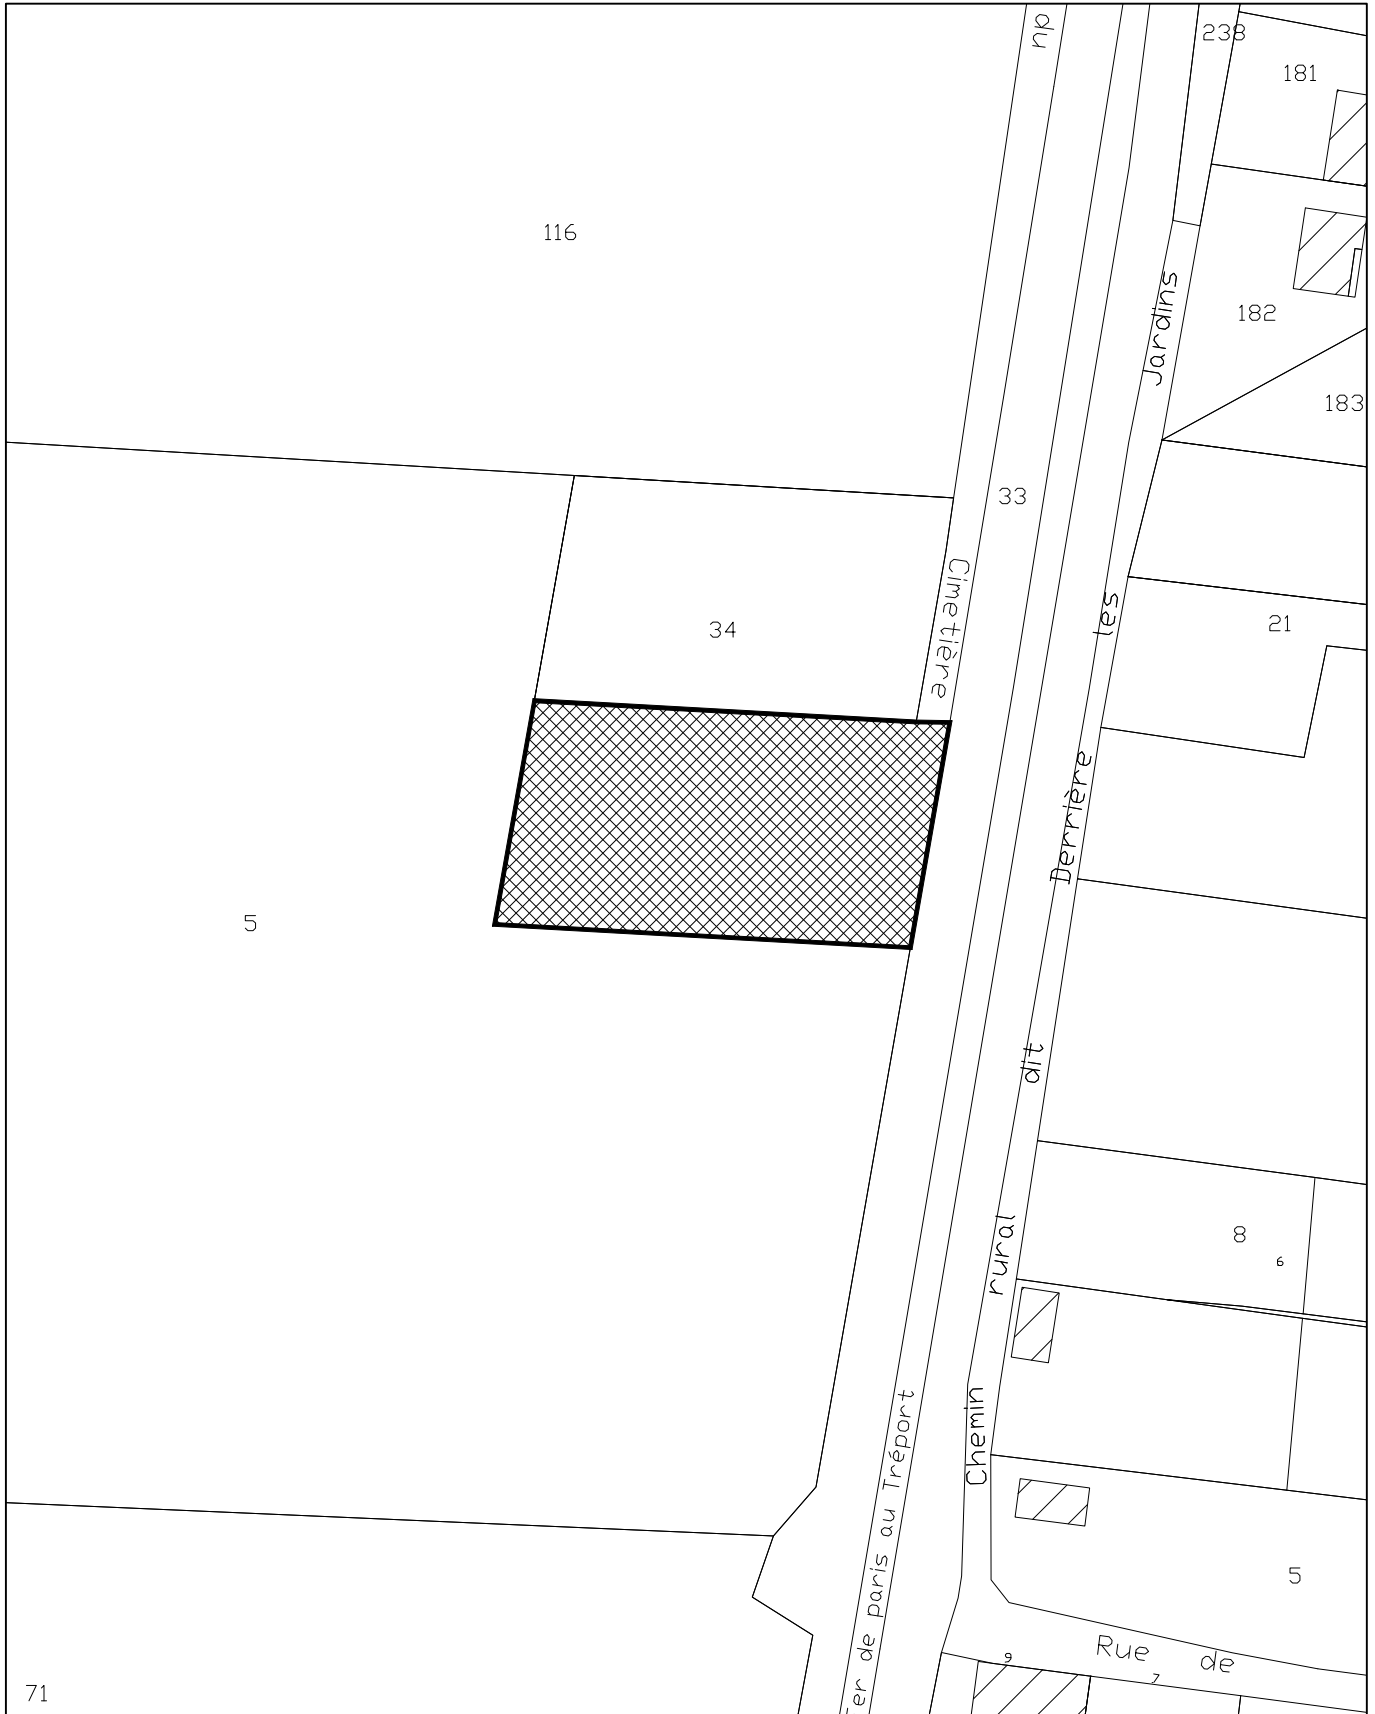 du
238
181
116
182
Jardins
183
33
Cimetière
les
21
34
Derrière
5
dit
rural
8
6
Chemin
Fer de paris au Tréport
5
Rue de
9
7
71